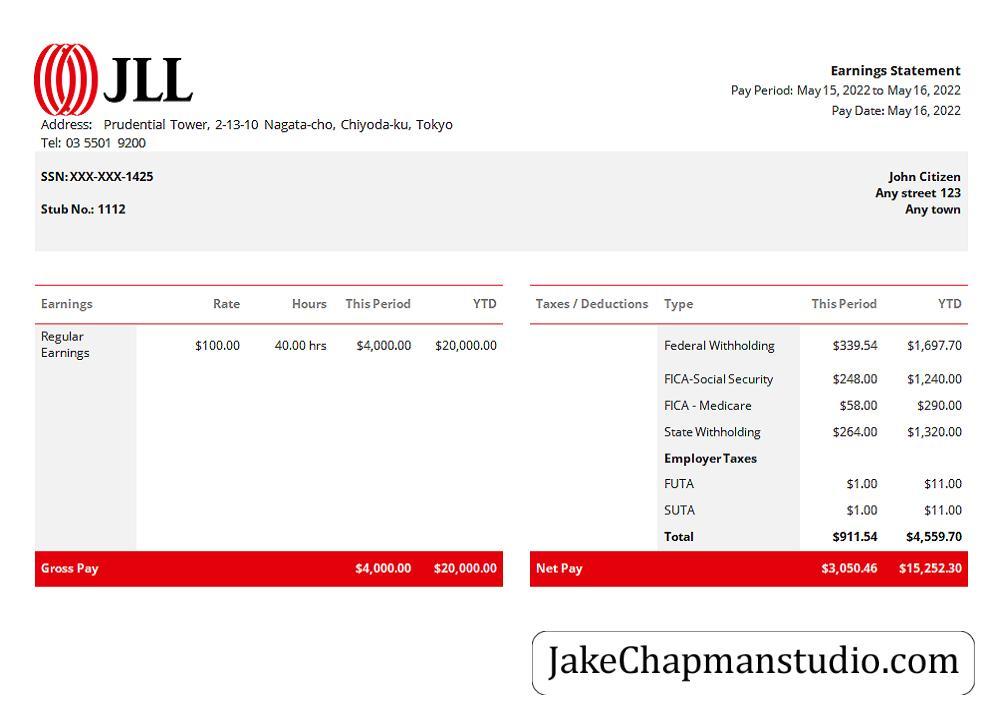 JLL
Address: Prudential Tower, 2-13-10 Nagata-cho, Chiyoda-ku, Tokyo
Tel: 03 5501 9200
Earnings Statement
Pay Period: May 15, 2022 to May 16, 2022
Pay Date: May 16, 2022
SSN: XXX-XXX-1425
Stub No.: 1112
John Citizen
Any street 123
Any town
Earnings Rate Hours This Period YTD
Regular
Earnings
$100.00 40.00 hrs $4,000.00 $20,000.00
Gross Pay $4,000.00 $20,000.00
Taxes / Deductions Type This Period YTD
Federal Withholding $339.54 $1,697.70
FICA-Social Security $248.00 $1,240.00
FICA - Medicare $58.00 $290.00
State Withholding $264.00 $1,320.00
Employer Taxes
FUTA $1.00 $11.00
SUTA $1.00 $11.00
Total $911.54 $4,559.70
Net Pay $3,050.46 $15,252.30
JakeChapmanstudio.com